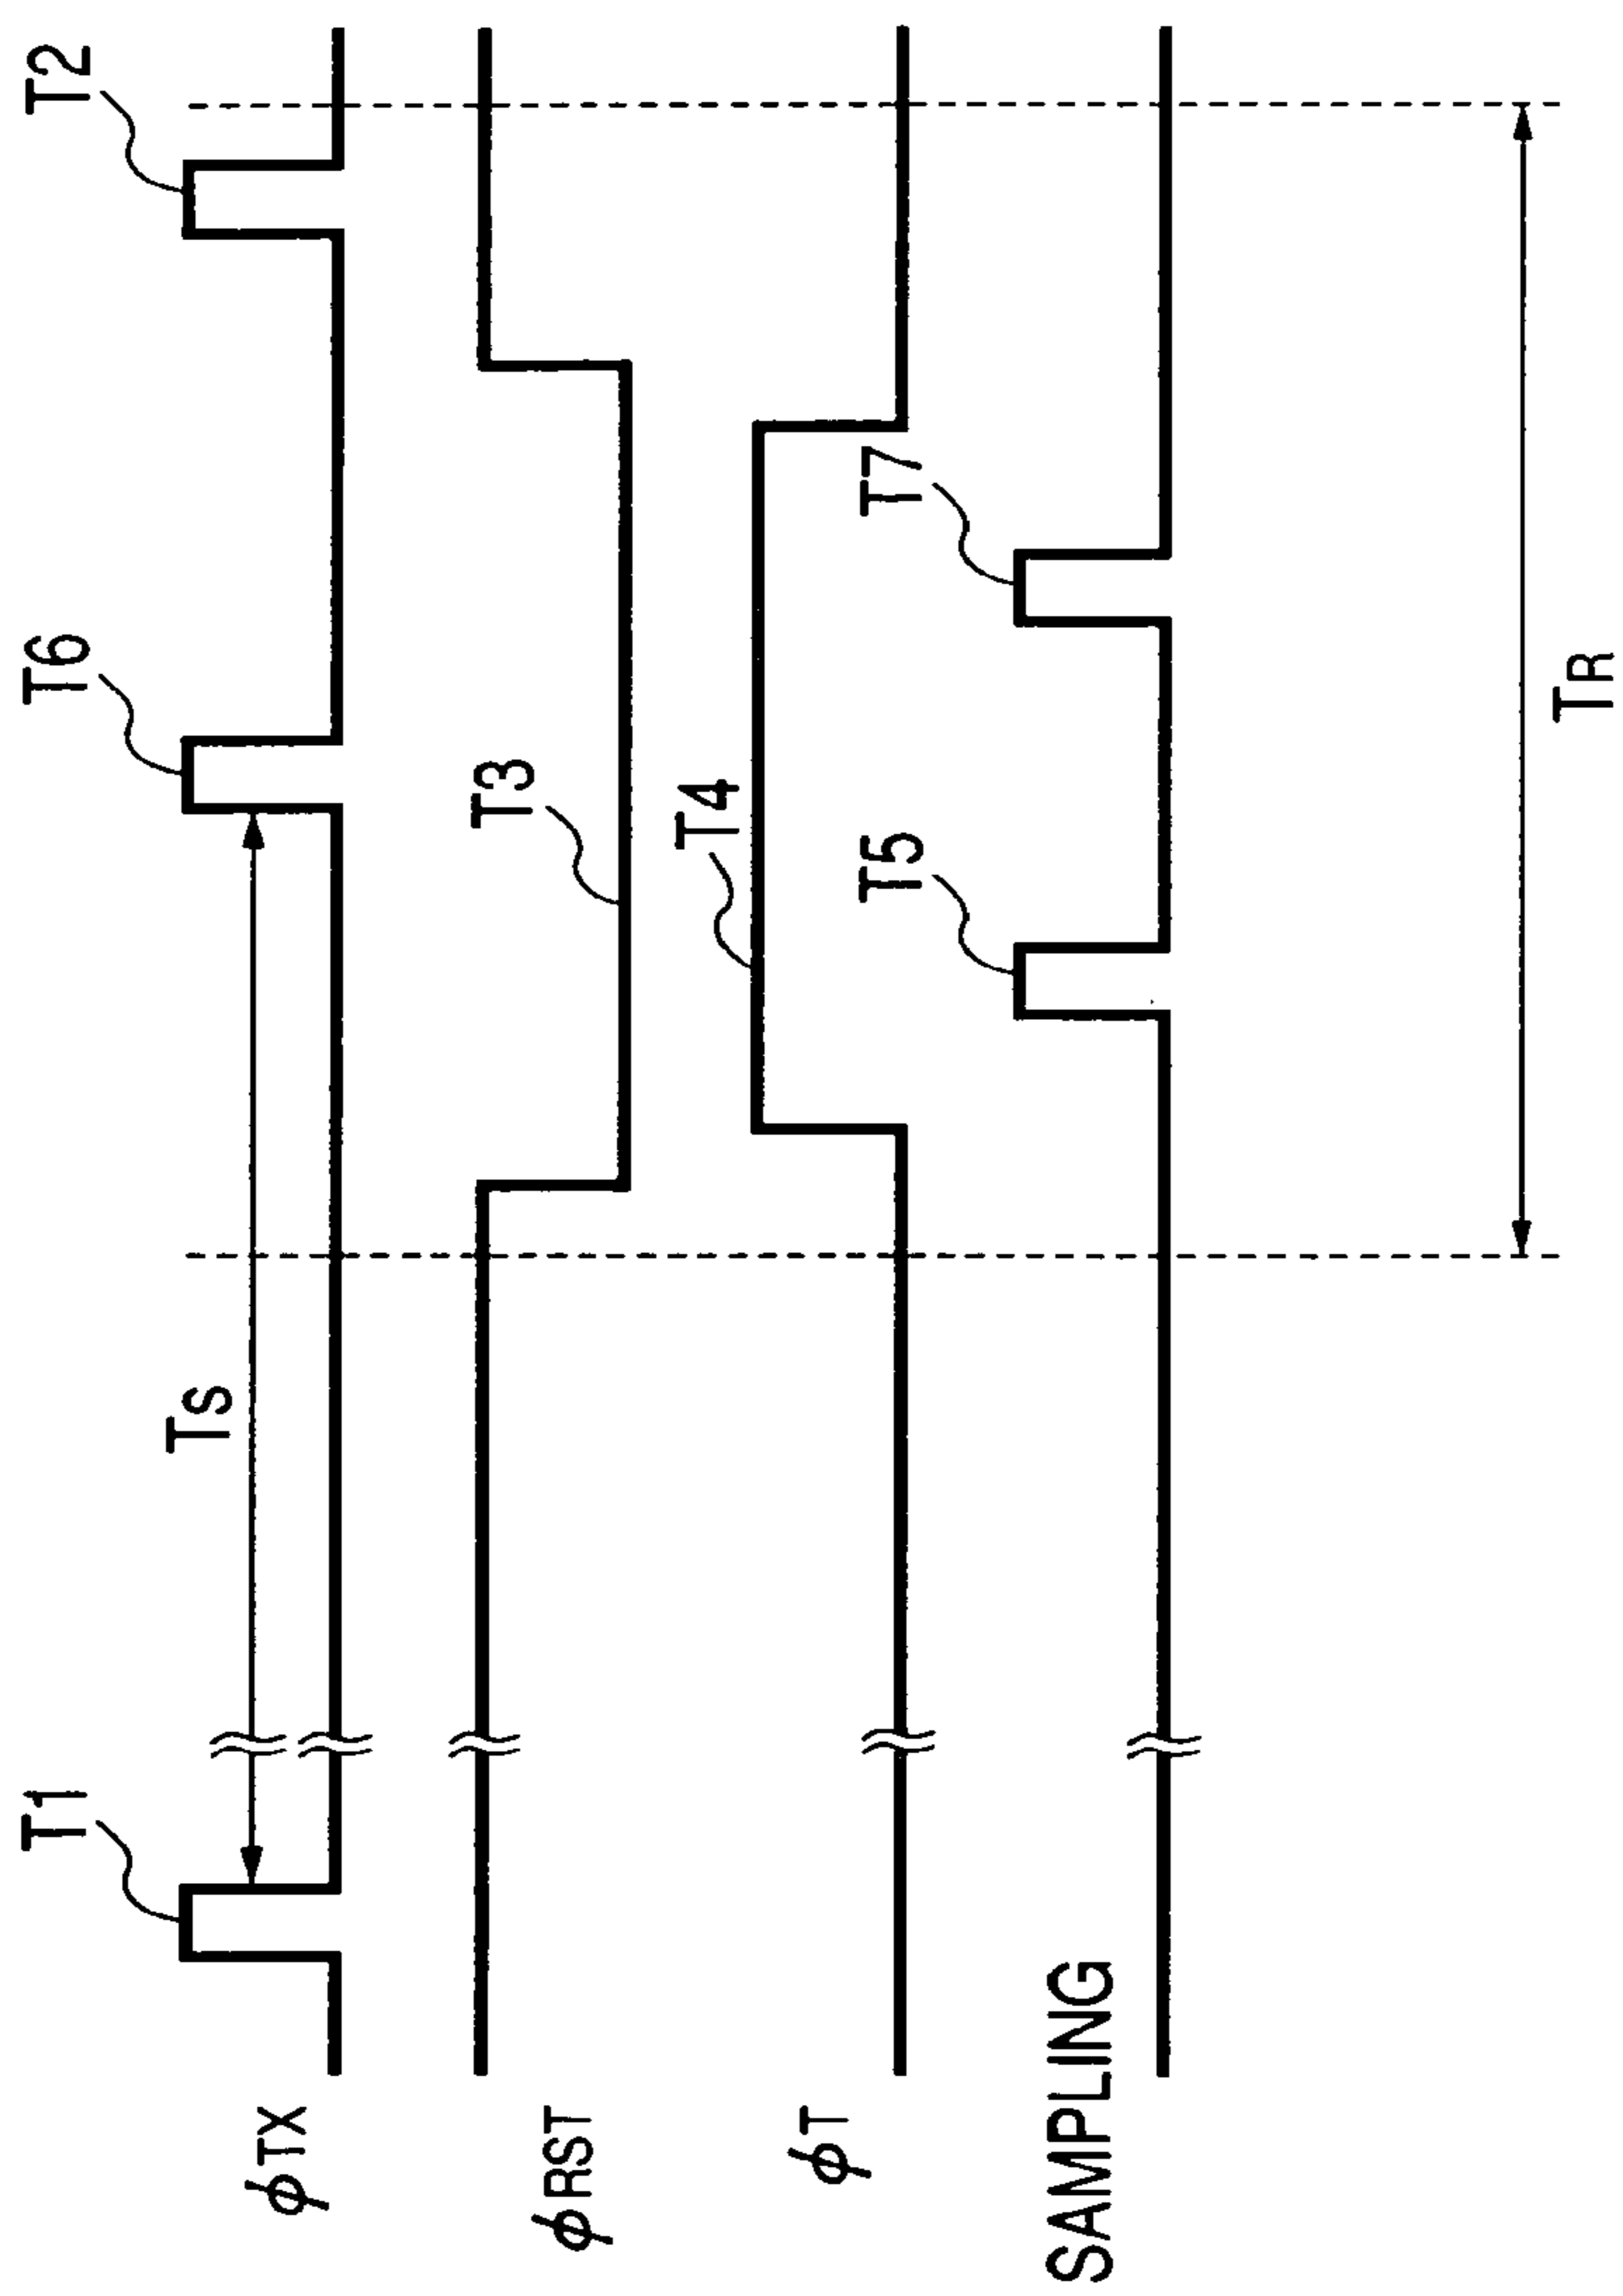 T1
T6
T2
TS
ϕTX
T3
ϕRST
T4
ϕT
T5
T7
SAMPLING
TR